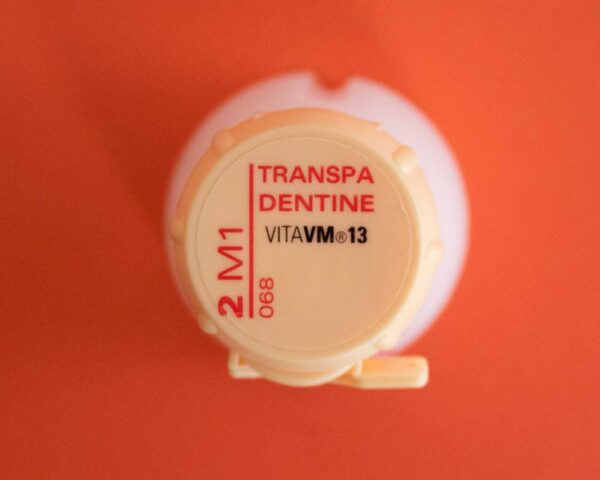 TRANSPA
DENTINE
VITAVM®13
2 M1
068